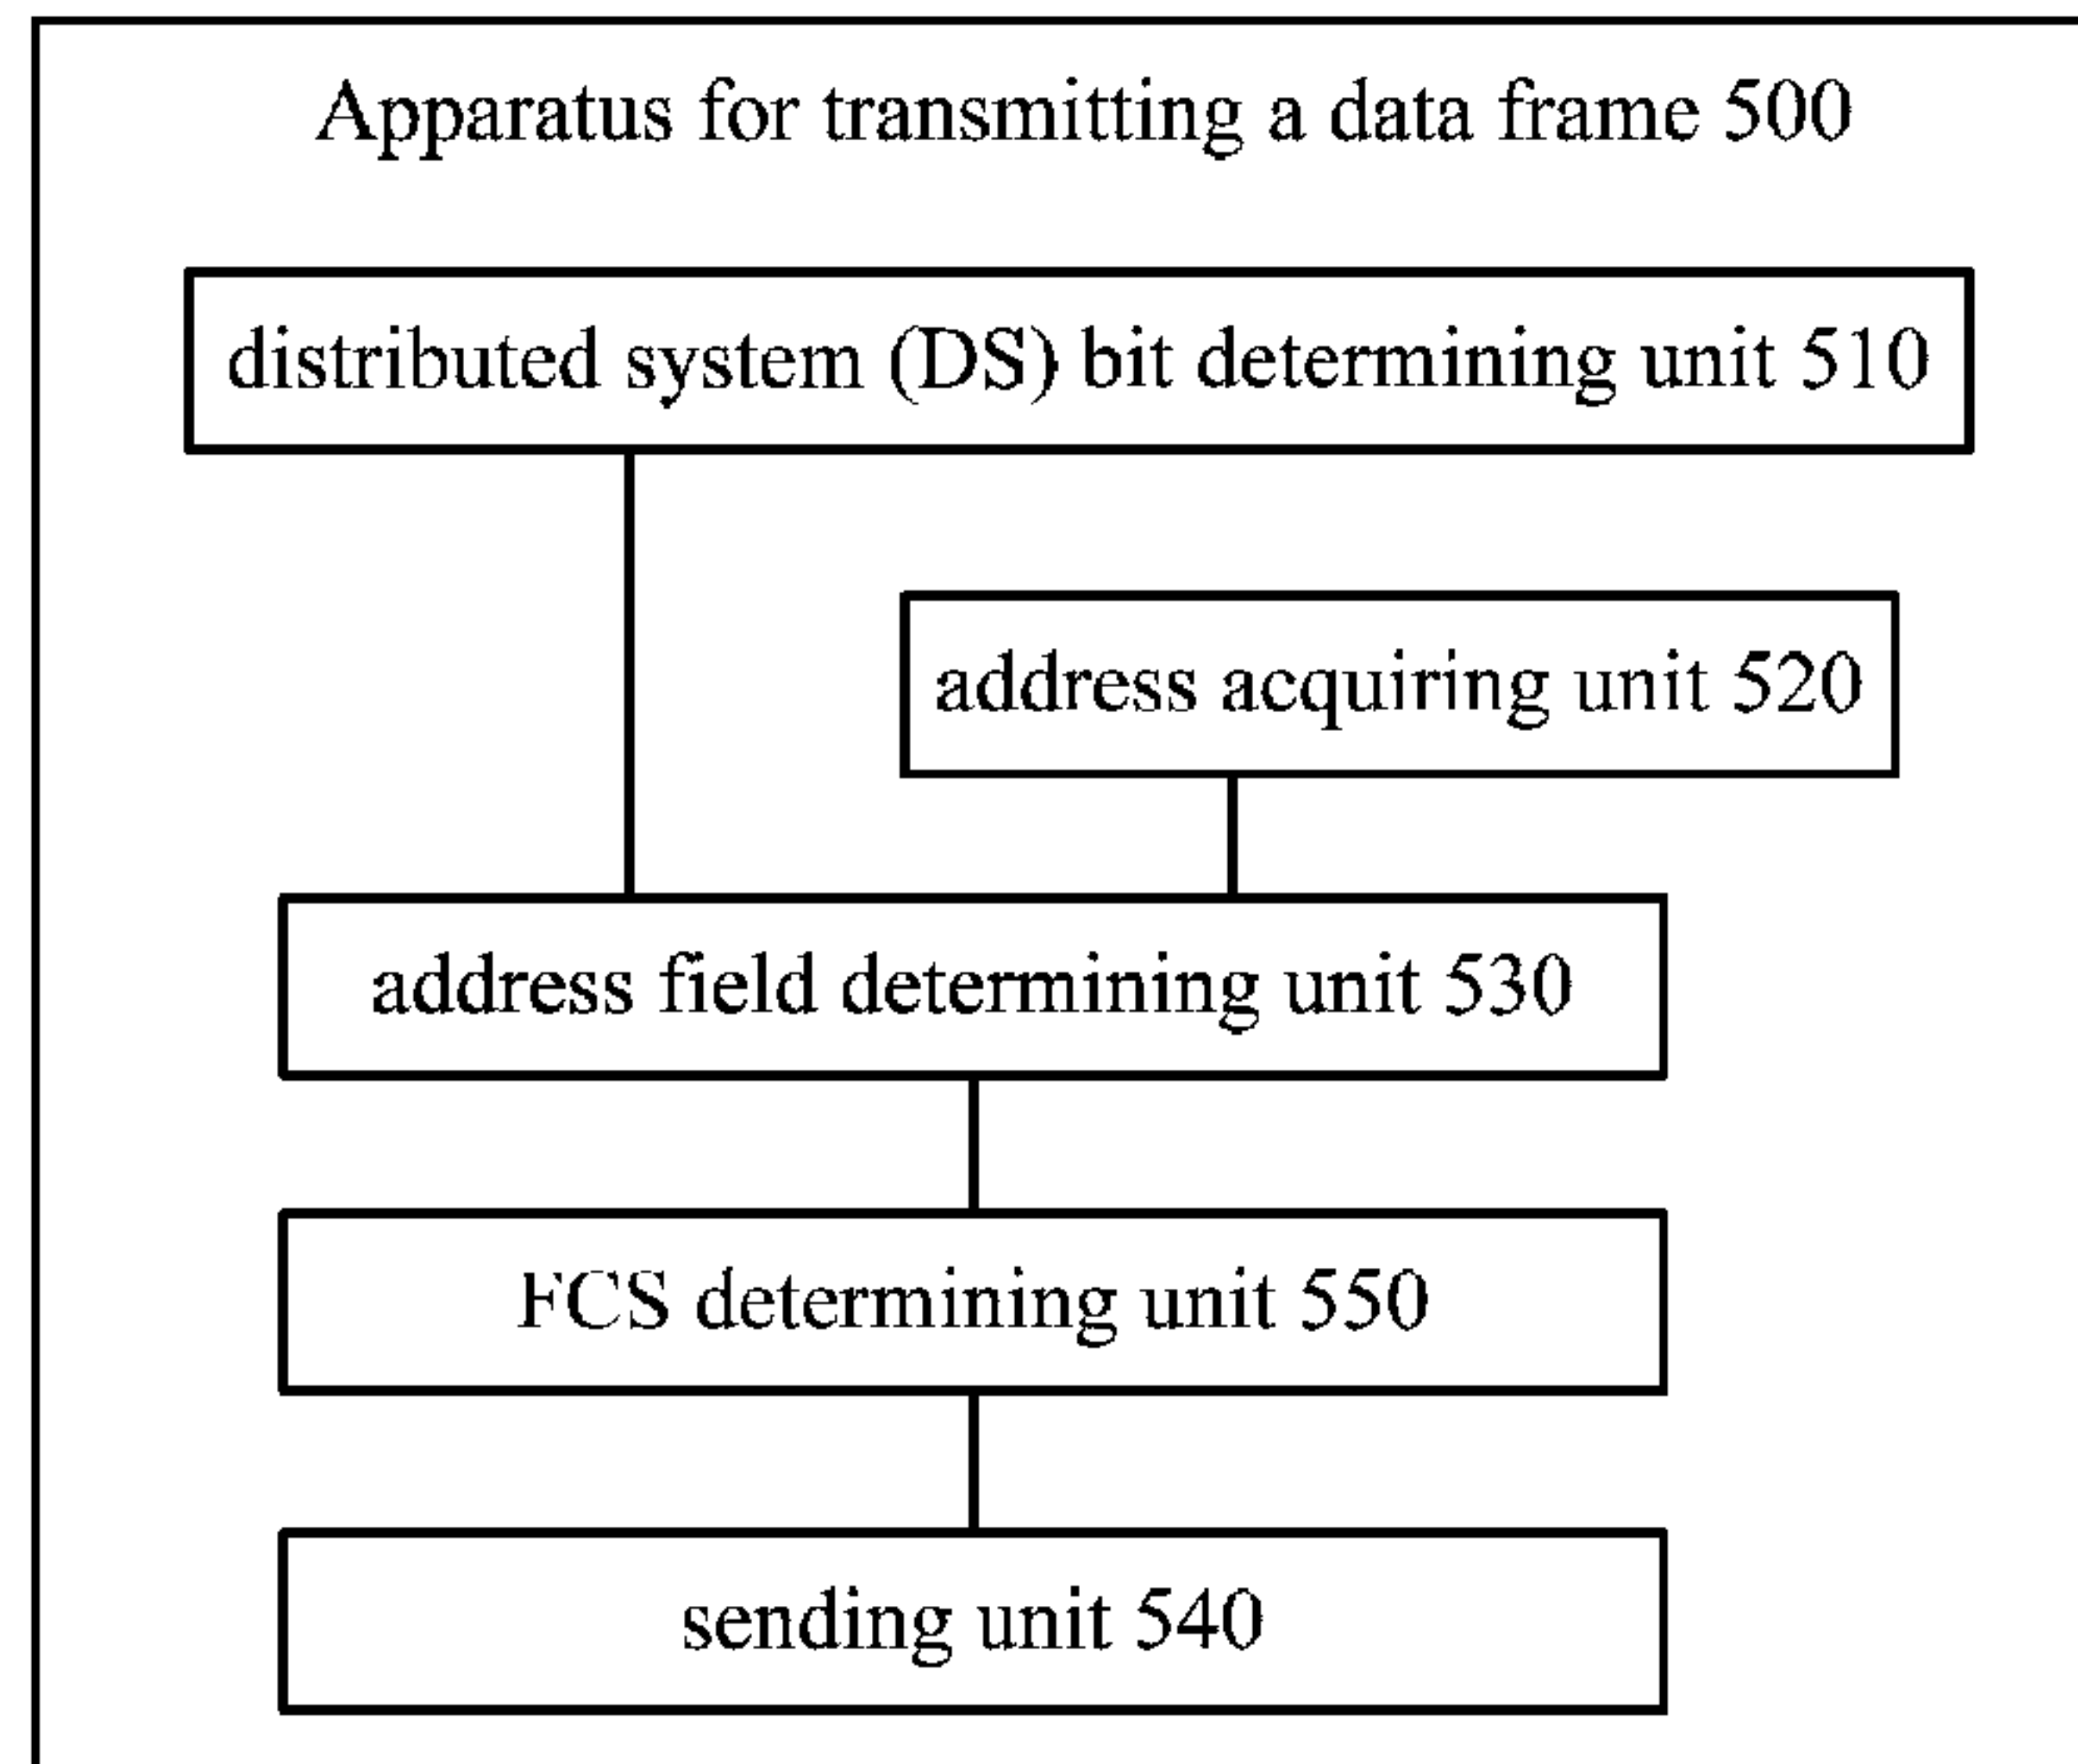 Apparatus for transmitting a data frame 500
distributed system (DS) bit determining unit 510
address acquiring unit 520
address field determining unit 530
FCS determining unit 550
sending unit 540